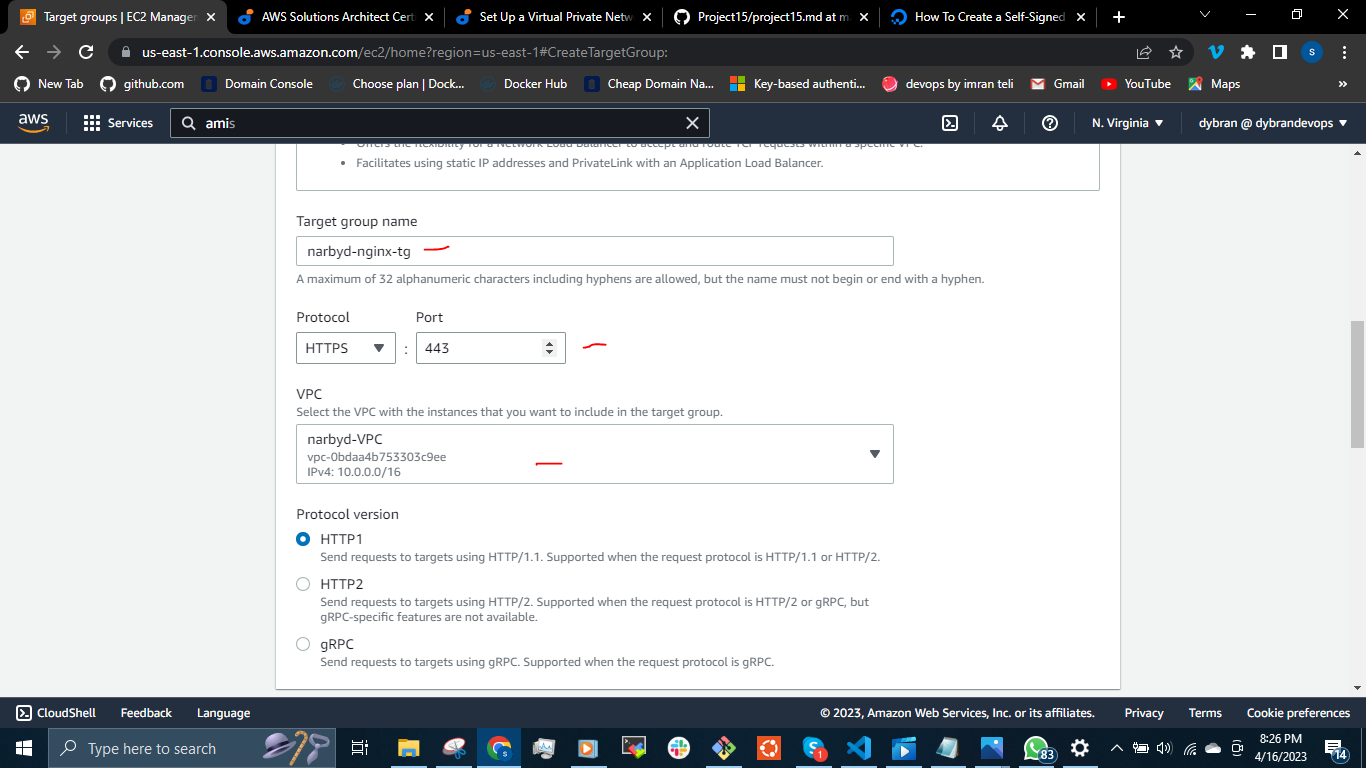 Target groups | EC2 Manager
AWS Solutions Architect Cert
Set Up a Virtual Private Netw
Project15/project15.md at ma
How To Create a Self-Signed
us-east-1.console.aws.amazon.com/ec2/home?region=us-east-1#CreateTargetGroup:
s
New Tab
github.com
Domain Console
Choose plan | Dock...
Docker Hub
Cheap Domain Na...
Key-based authenti...
devops by imran teli
Gmail
YouTube
Maps
»
aws
Services
amis
N. Virginia
dybran @ dybrandevops
Offers the flexibility for a Network Load Balancer to accept and route TCP requests within a specific VPC.
• Facilitates using static IP addresses and PrivateLink with an Application Load Balancer.
Target group name
narbyd-nginx-tg
A maximum of 32 alphanumeric characters including hyphens are allowed, but the name must not begin or end with a hyphen.
Protocol Port
HTTPS : 443
VPC
Select the VPC with the instances that you want to include in the target group.
narbyd-VPC
vpc-0bdaa4b753303c9ee
IPv4: 10.0.0.0/16
Protocol version
HTTP1
Send requests to targets using HTTP/1.1. Supported when the request protocol is HTTP/1.1 or HTTP/2.
HTTP2
Send requests to targets using HTTP/2. Supported when the request protocol is HTTP/2 or gRPC, but
gRPC-specific features are not available.
gRPC
Send requests to targets using gRPC. Supported when the request protocol is gRPC.
CloudShell
Feedback
Language
© 2023, Amazon Web Services, Inc. or its affiliates.
Privacy
Terms
Cookie preferences
Type here to search
1
83
8:26 PM
4/16/2023
14